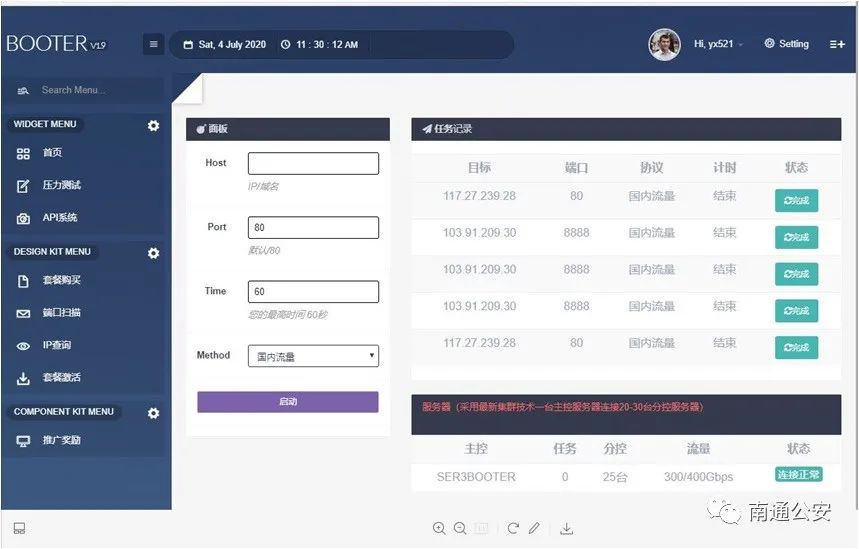 BOOTER V1.9
Sat, 4 July 2020 11 : 30 : 12 AM
Hi, yx521
Setting
Search Menu...
WIDGET MENU
首页
压力测试
API系统
DESIGN KIT MENU
套餐购买
端口扫描
IP查询
套餐激活
COMPONENT KIT MENU
推广奖励
面板
Host
IP/域名
Port 80
默认/80
Time 60
您的最高时间 60秒
Method 国内流量
启动
任务记录
目标 端口 协议 计时 状态
117.27.239.28 80 国内流量 结束 完成
103.91.209.30 8888 国内流量 结束 完成
103.91.209.30 8888 国内流量 结束 完成
103.91.209.30 8888 国内流量 结束 完成
117.27.239.28 80 国内流量 结束 完成
服务器（采用最新集群技术一台主控服务器连接20-30台分控服务器）
主控 任务 分控 流量 状态
SER3BOOTER 0 25台 300/400Gbps 连接正常
南通公安